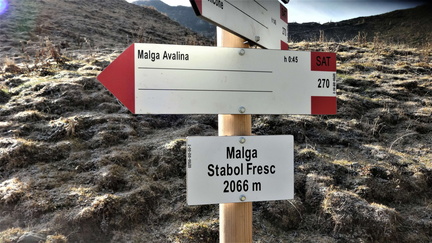 Malga Avalina h 0:45 SAT
270
Malga
Stabol Fresc
2066 m